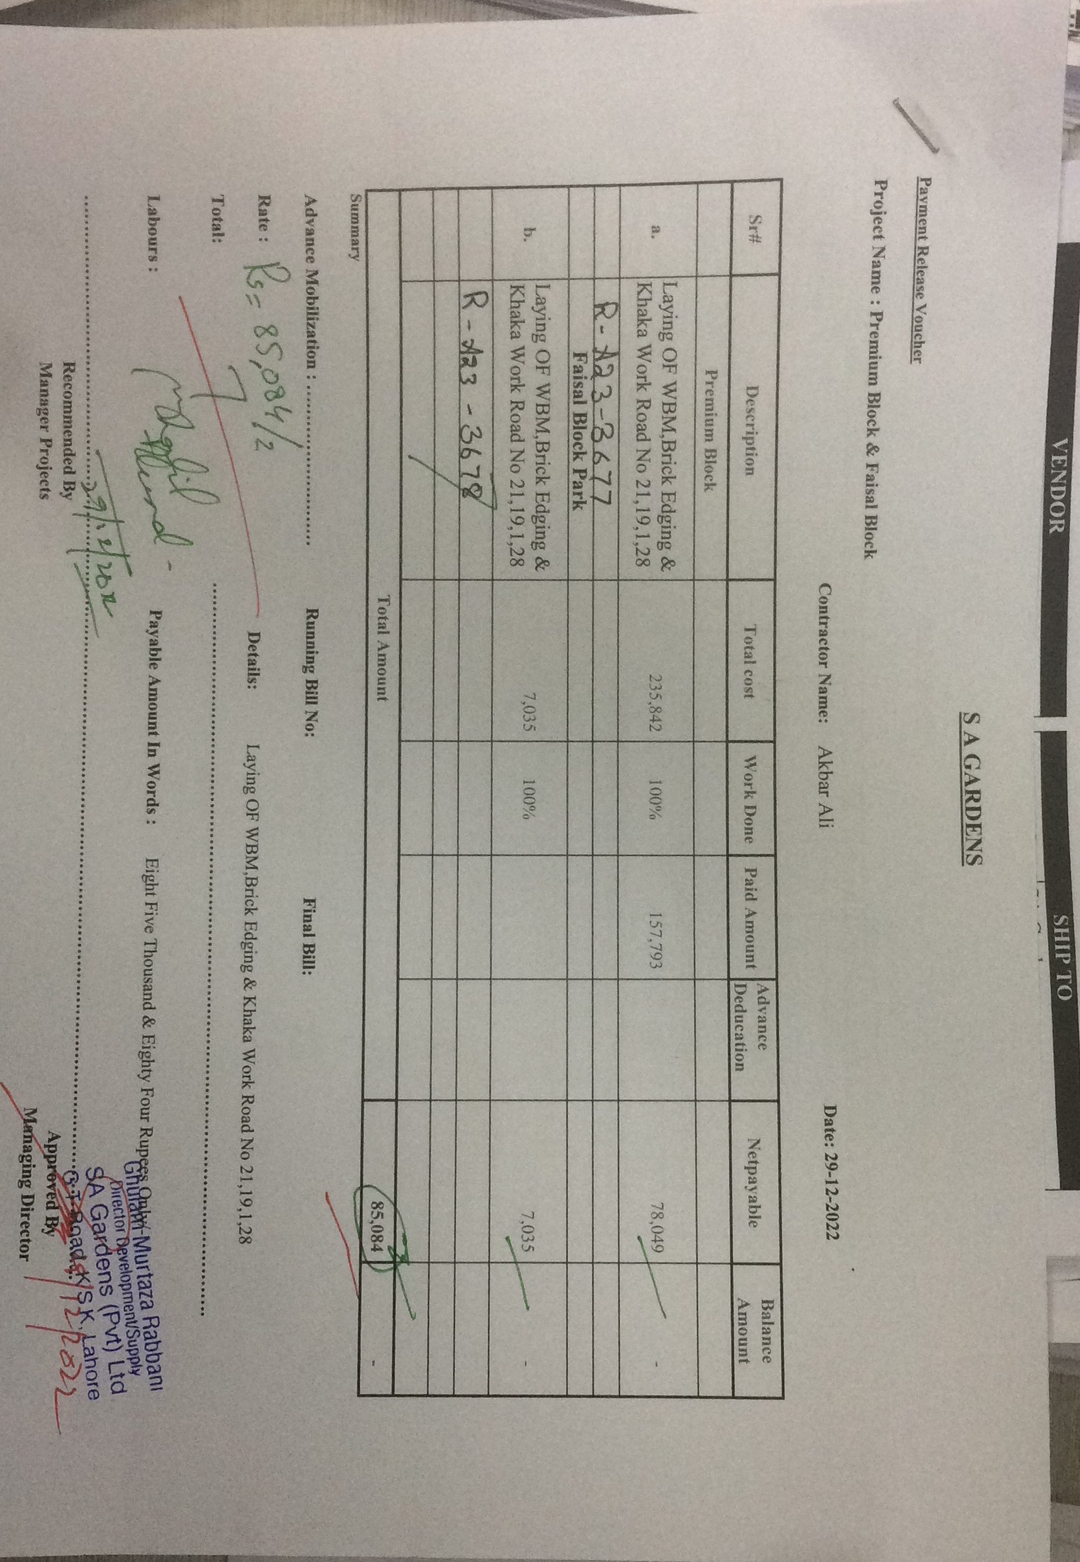 VENDOR
SHIP TO
S A GARDENS
Payment Release Voucher
Project Name : Premium Block & Faisal Block
Contractor Name: Akbar Ali
Date: 29-12-2022
Sr# Description Total cost Work Done Paid Amount Advance Deducation Netpayable Balance Amount
Premium Block
a. Laying OF WBM,Brick Edging & 235,842 100% 157,793 78,049 -
Khaka Work Road No 21,19,1,28
R-A23-3677
Faisal Block Park
b. Laying OF WBM,Brick Edging & 7,035 100% 7,035 -
Khaka Work Road No 21,19,1,28
R-A23-3678
Total Amount 85,084 -
Summary
Advance Mobilization : Running Bill No: Final Bill:
Rate : Rs= 85,084/2 Details: Laying OF WBM,Brick Edging & Khaka Work Road No 21,19,1,28
Total:
Labours : Payable Amount In Words : Eight Five Thousand & Eighty Four Rupees Only.
Ghulam Murtaza Rabbani
Director Development/Supply
SA Gardens (Pvt) Ltd
G.T Road, K.S.K, Lahore
29/12/2022
Recommended By
Manager Projects
Approved By
Managing Director